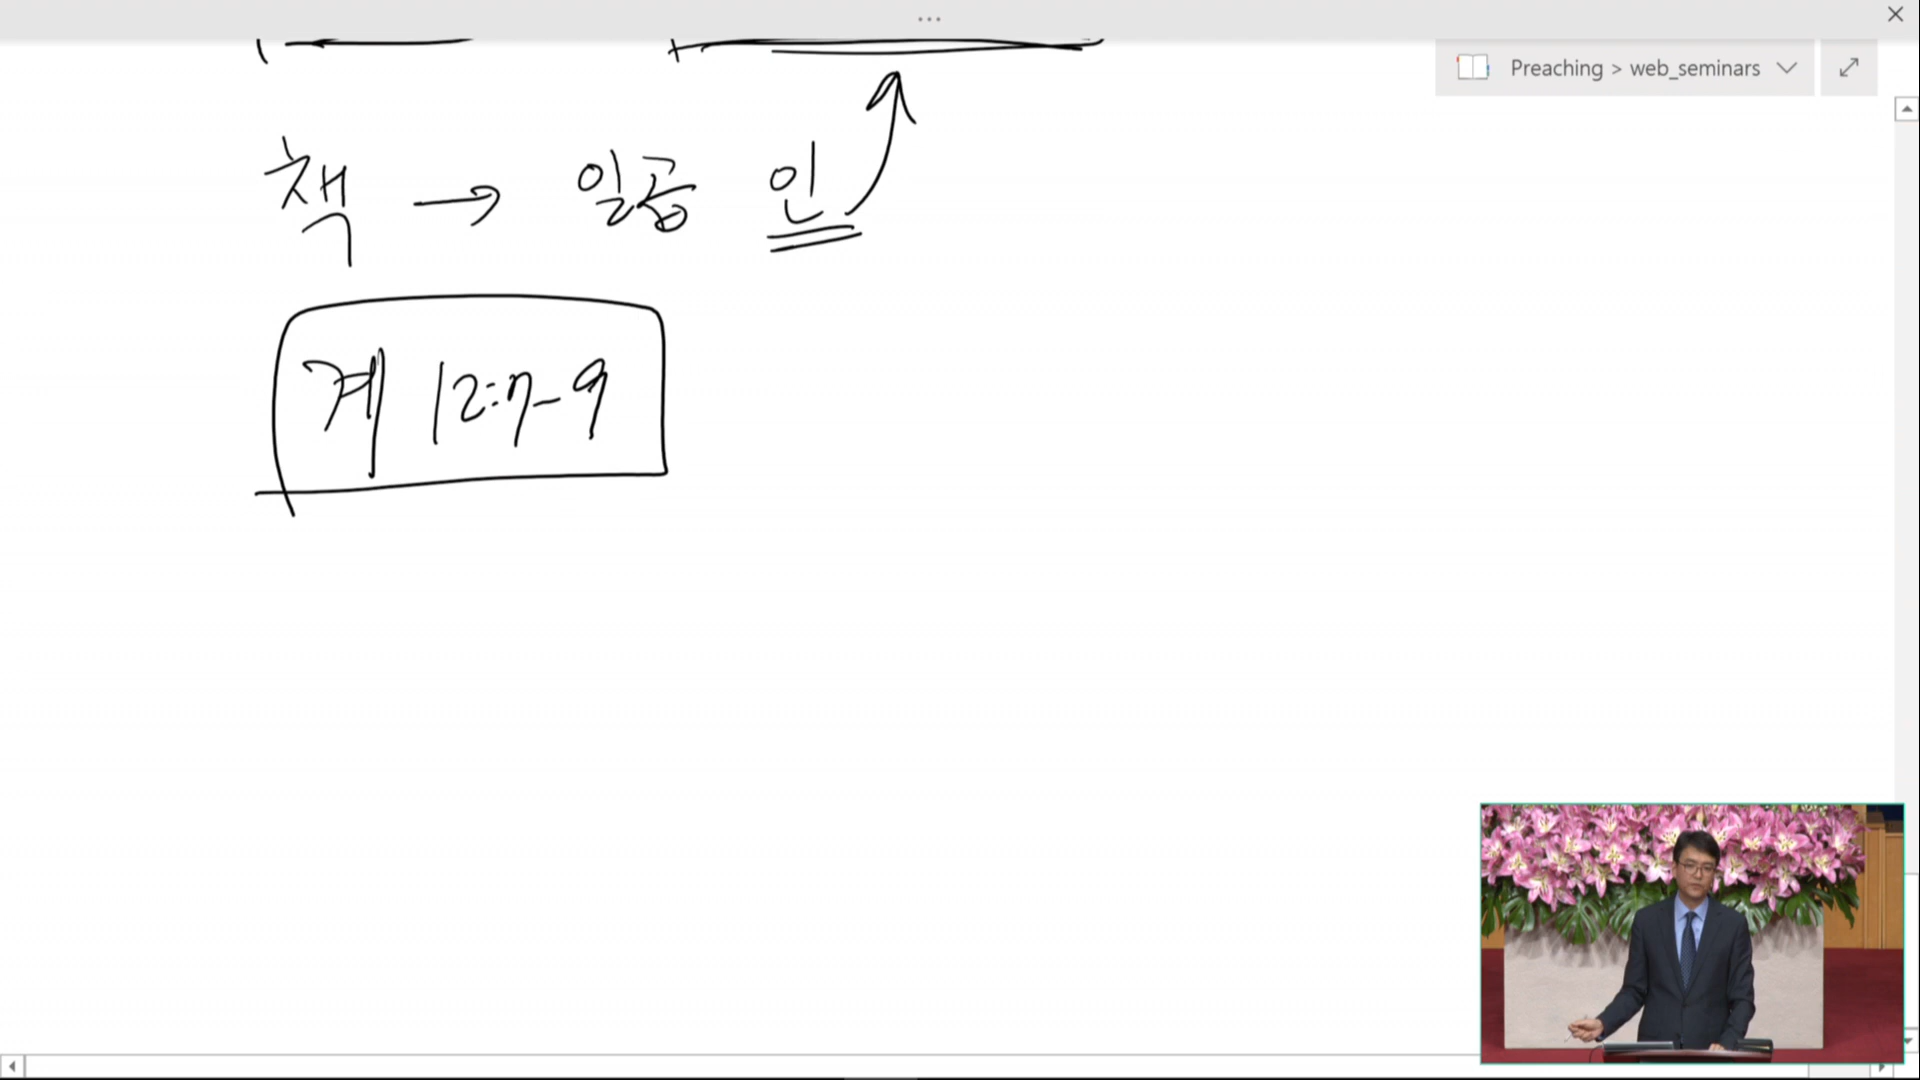 ...
Preaching > web_seminars
책 → 일곱 인
계 12:7-9